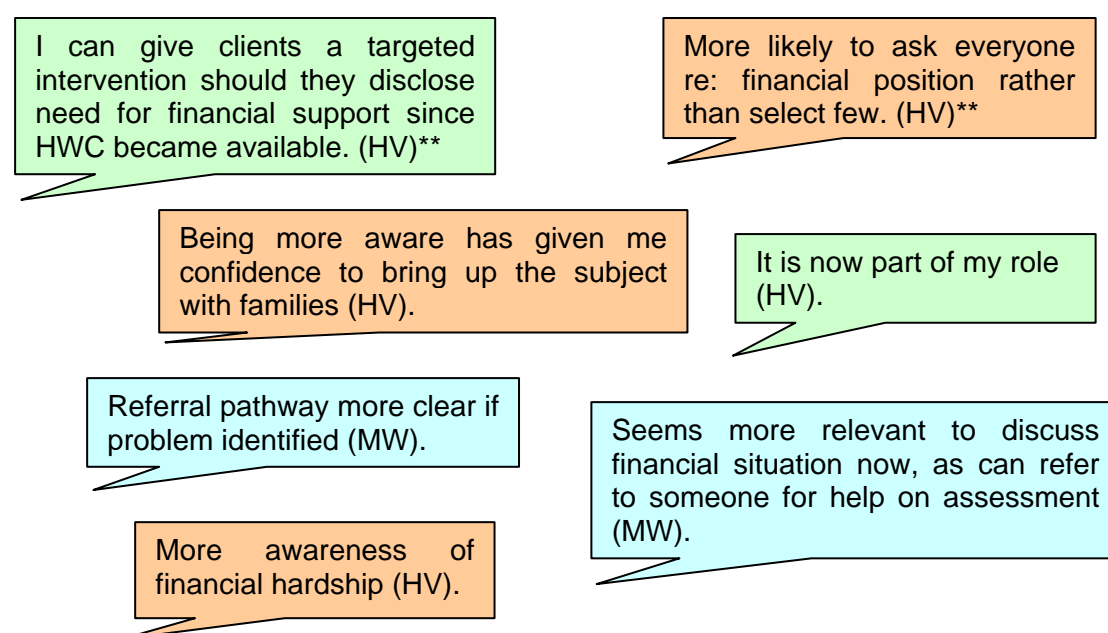 I can give clients a targeted
intervention should they disclose
need for financial support since
HWC became available. (HV)**
More likely to ask everyone
re: financial position rather
than select few. (HV)**
Being more aware has given me
confidence to bring up the subject
with families (HV).
It is now part of my role
(HV).
Referral pathway more clear if
problem identified (MW).
Seems more relevant to discuss
financial situation now, as can refer
to someone for help on assessment
(MW).
More awareness of
financial hardship (HV).